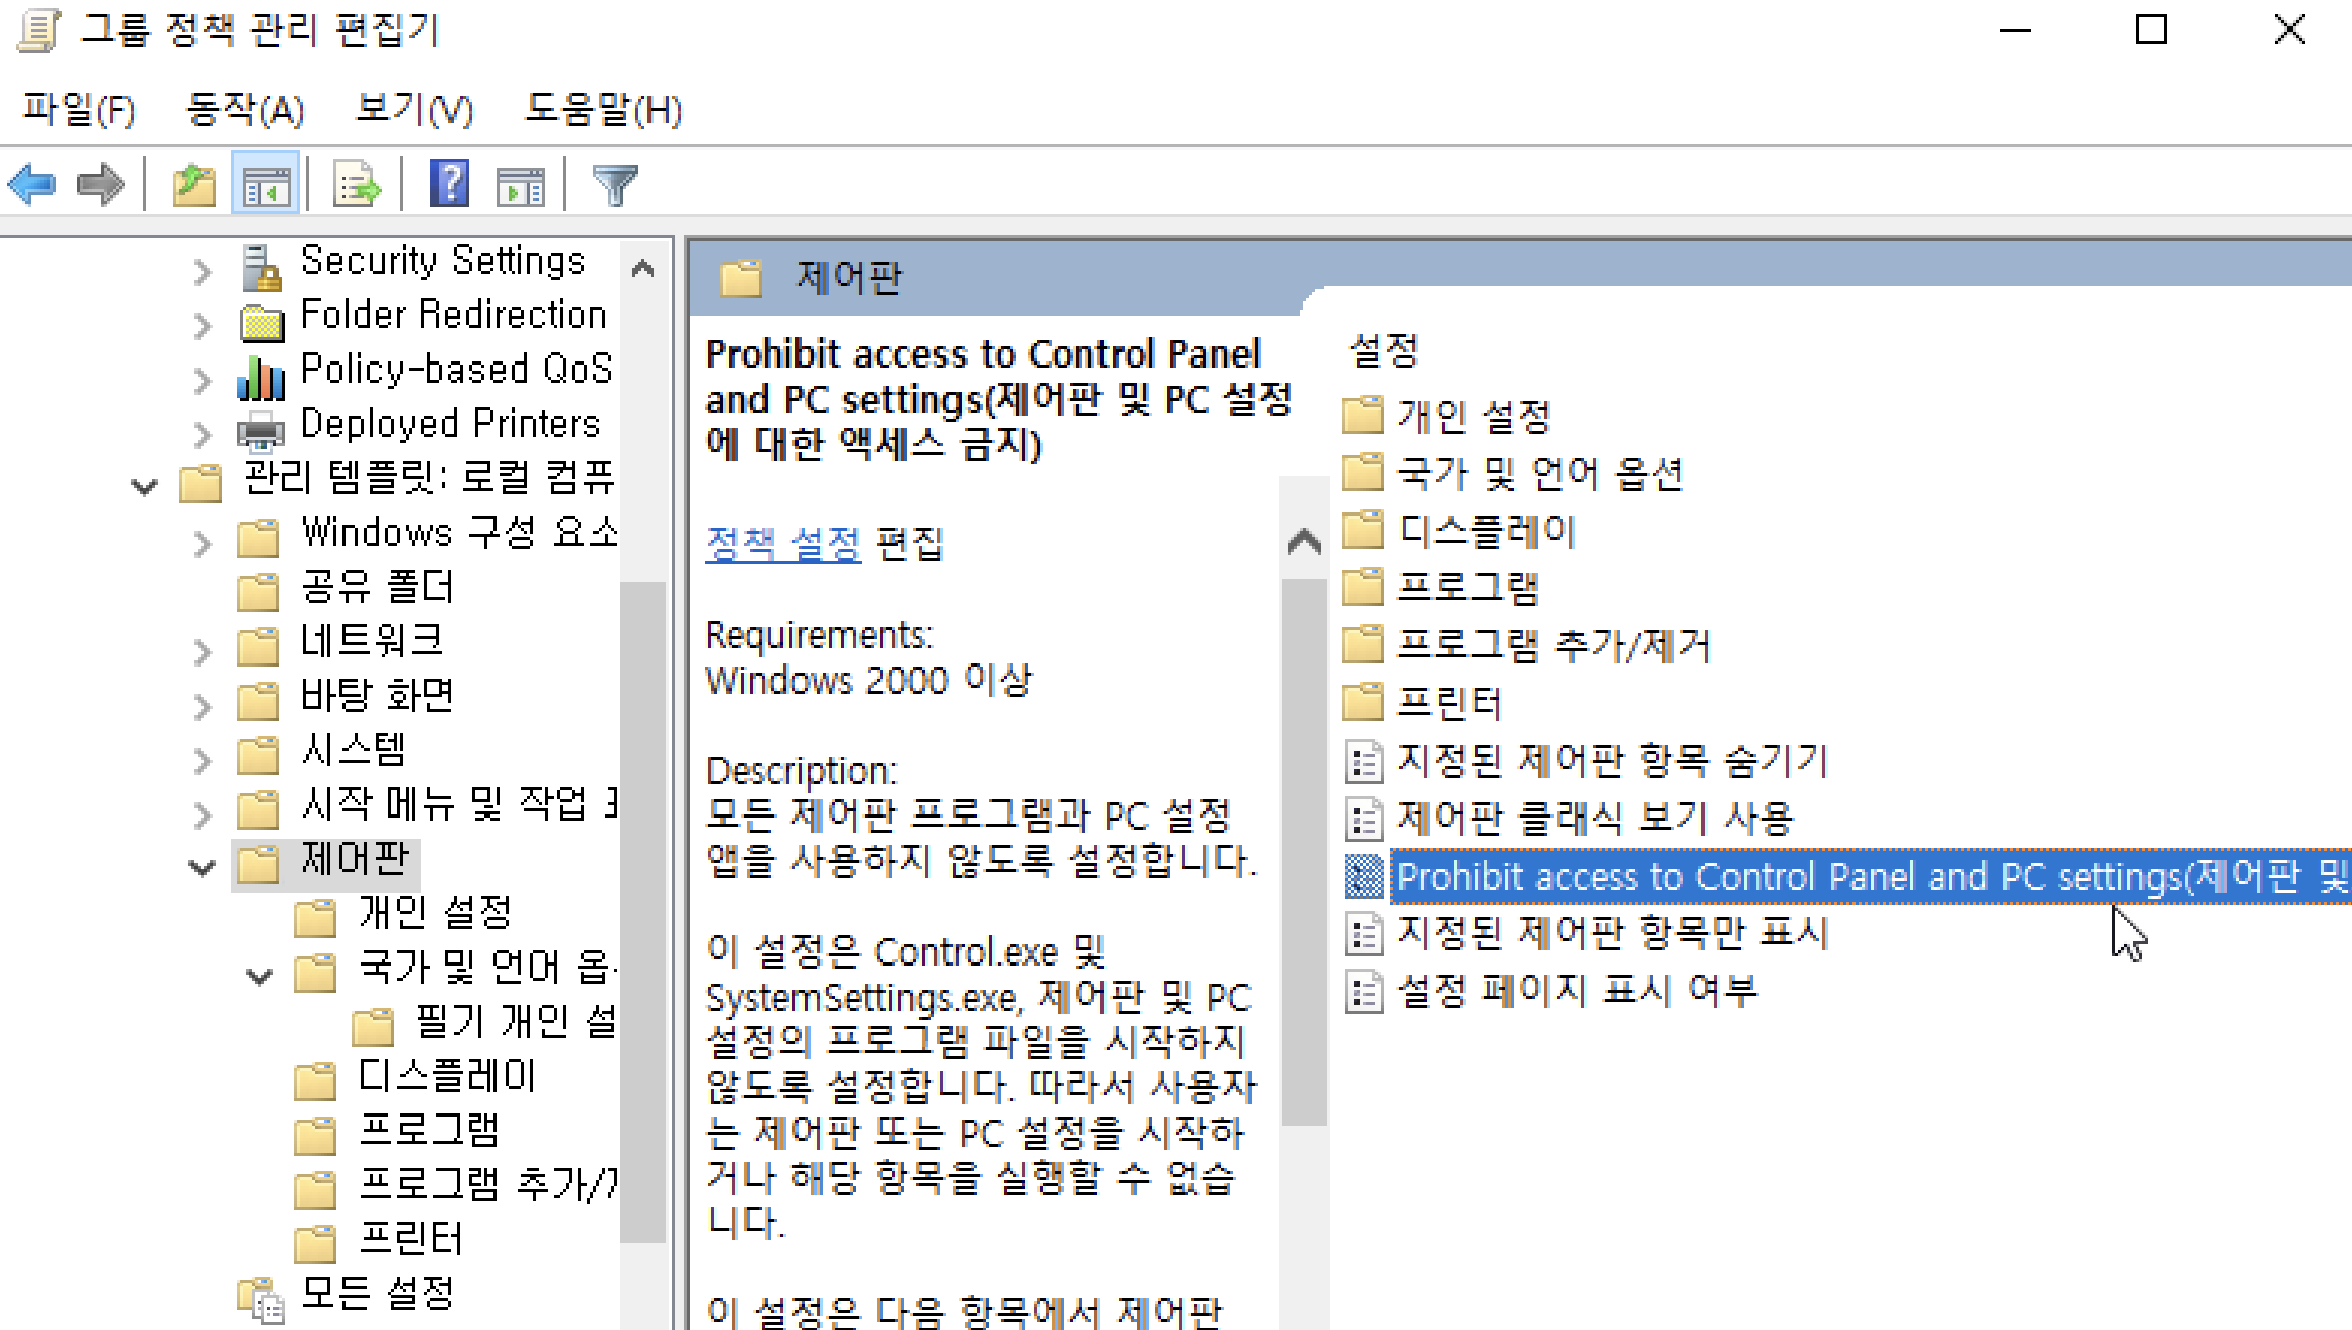 그룹 정책 관리 편집기
파일(F) 동작(A) 보기(V) 도움말(H)
Security Settings
Folder Redirection
Policy-based QoS
Deployed Printers
관리 템플릿: 로컬 컴퓨
Windows 구성 요소
공유 폴더
네트워크
바탕 화면
시스템
시작 메뉴 및 작업
제어판
개인 설정
국가 및 언어 옵
필기 개인 설
디스플레이
프로그램
프로그램 추가/
프린터
모든 설정
제어판
Prohibit access to Control Panel
and PC settings(제어판 및 PC 설정
에 대한 액세스 금지)
정책 설정 편집
Requirements:
Windows 2000 이상
Description:
모든 제어판 프로그램과 PC 설정
앱을 사용하지 않도록 설정합니다.
이 설정은 Control.exe 및
SystemSettings.exe, 제어판 및 PC
설정의 프로그램 파일을 시작하지
않도록 설정합니다. 따라서 사용자
는 제어판 또는 PC 설정을 시작하
거나 해당 항목을 실행할 수 없습
니다.
이 설정은 다음 항목에서 제어판
설정
개인 설정
국가 및 언어 옵션
디스플레이
프로그램
프로그램 추가/제거
프린터
지정된 제어판 항목 숨기기
제어판 클래식 보기 사용
Prohibit access to Control Panel and PC settings(제어판 및
지정된 제어판 항목만 표시
설정 페이지 표시 여부